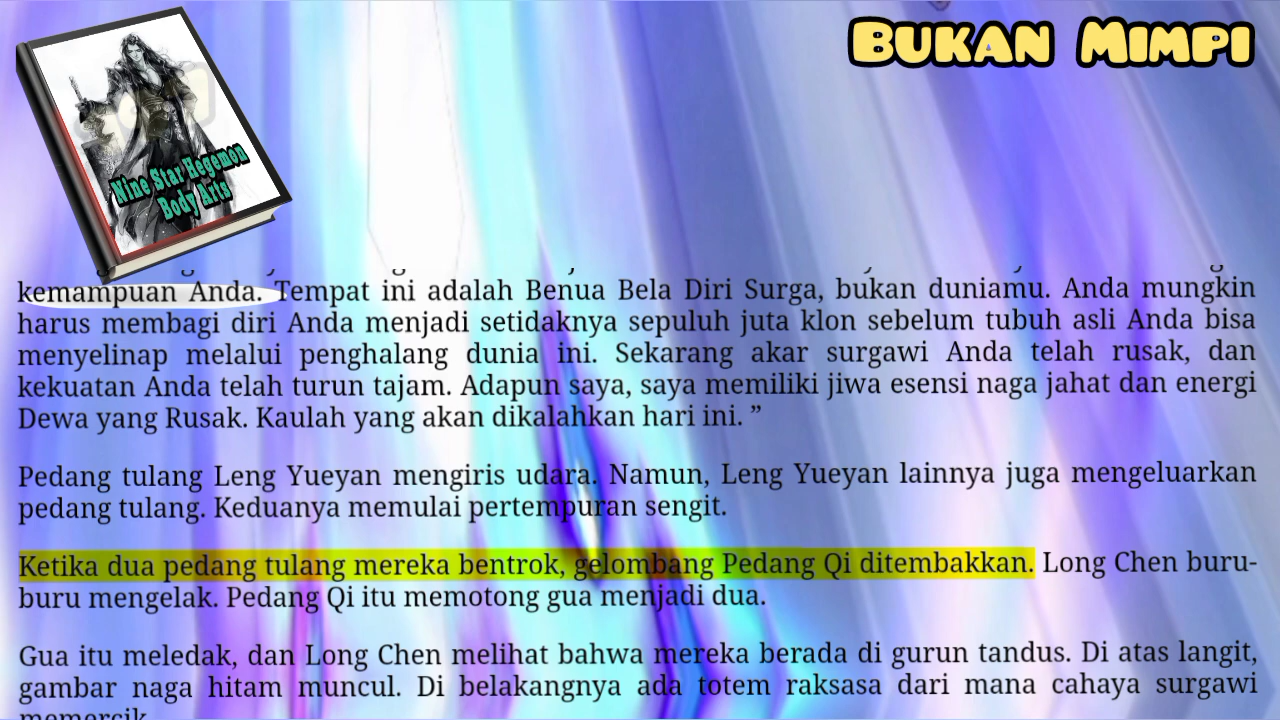 BUKAN MIMPI
Nine Star Hegemon
Body Arts
kemampuan Anda. Tempat ini adalah Benua Bela Diri Surga, bukan duniamu. Anda mungkin
harus membagi diri Anda menjadi setidaknya sepuluh juta klon sebelum tubuh asli Anda bisa
menyelinap melalui penghalang dunia ini. Sekarang akar surgawi Anda telah rusak, dan
kekuatan Anda telah turun tajam. Adapun saya, saya memiliki jiwa esensi naga jahat dan energi
Dewa yang Rusak. Kaulah yang akan dikalahkan hari ini. ”
Pedang tulang Leng Yueyan mengiris udara. Namun, Leng Yueyan lainnya juga mengeluarkan
pedang tulang. Keduanya memulai pertempuran sengit.
Ketika dua pedang tulang mereka bentrok, gelombang Pedang Qi ditembakkan. Long Chen buru-
buru mengelak. Pedang Qi itu memotong gua menjadi dua.
Gua itu meledak, dan Long Chen melihat bahwa mereka berada di gurun tandus. Di atas langit,
gambar naga hitam muncul. Di belakangnya ada totem raksasa dari mana cahaya surgawi
memercik.